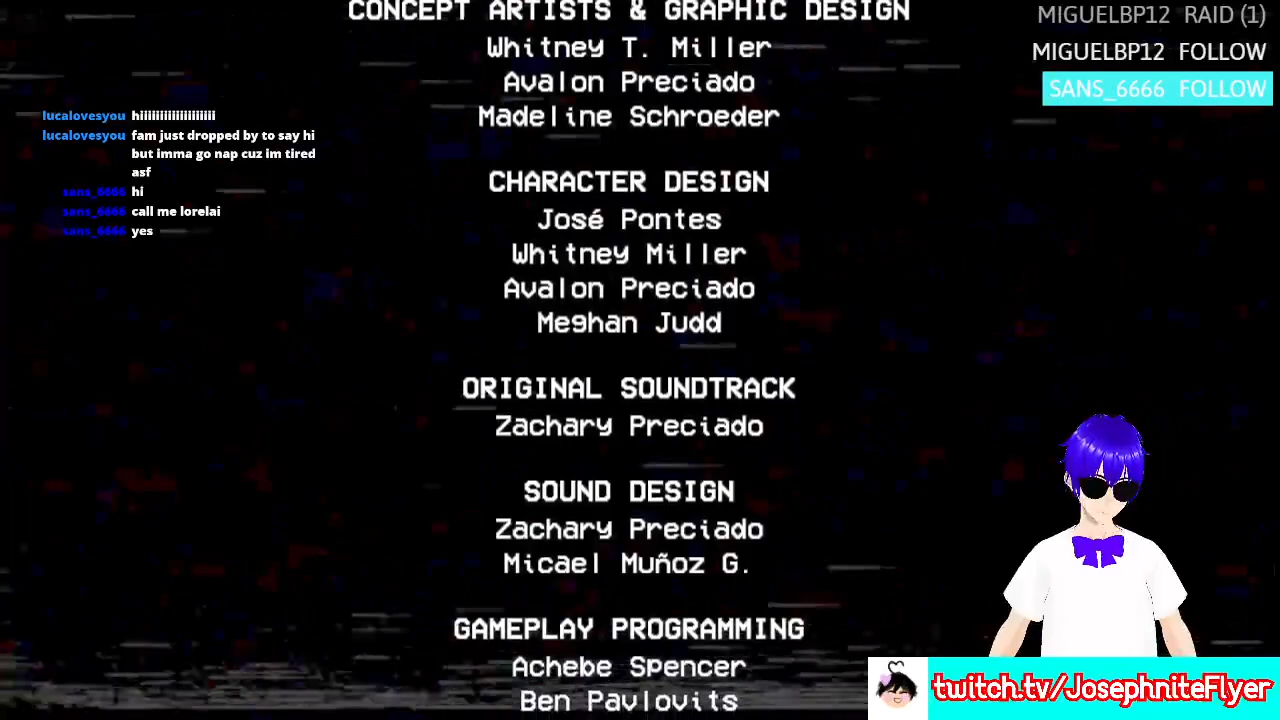 CONCEPT ARTISTS & GRAPHIC DESIGN
Whitney T. Miller
Avalon Preciado
Madeline Schroeder
CHARACTER DESIGN
José Pontes
Whitney Miller
Avalon Preciado
Meghan Judd
ORIGINAL SOUNDTRACK
Zachary Preciado
SOUND DESIGN
Zachary Preciado
Micael Muñoz G.
GAMEPLAY PROGRAMMING
Achebe Spencer
Ben Pavlovits
lucalovesyou hiiiiiiiiiiiiiiiiiii
lucalovesyou fam just dropped by to say hi
but imma go nap cuz im tired
asf
sans_6666 hi
sans_6666 call me lorelai
sans_6666 yes
MIGUELBP12 RAID (1)
MIGUELBP12 FOLLOW
SANS_6666 FOLLOW
twitch.tv/JosephniteFlyer